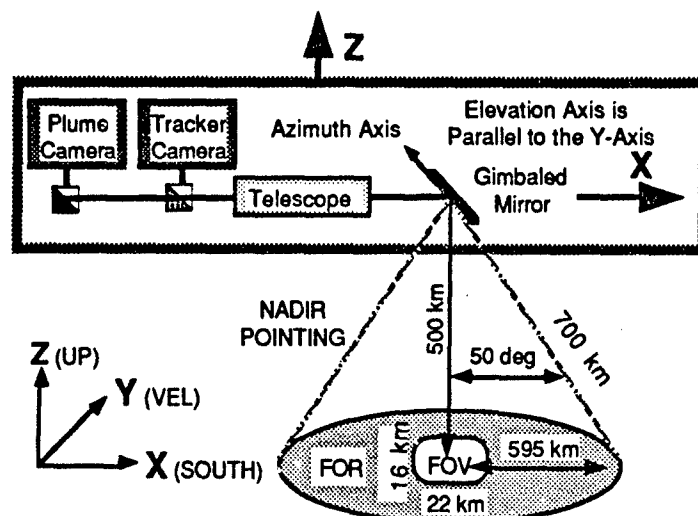 Z
Plume
Camera
Tracker
Camera
Azimuth Axis
Elevation Axis is
Parallel to the Y-Axis
Gimbaled
Mirror
X
Telescope
NADIR
POINTING
500 km
700 km
50 deg
Z (UP)
Y (VEL)
X (SOUTH)
FOR
16 km
FOV
595 km
22 km